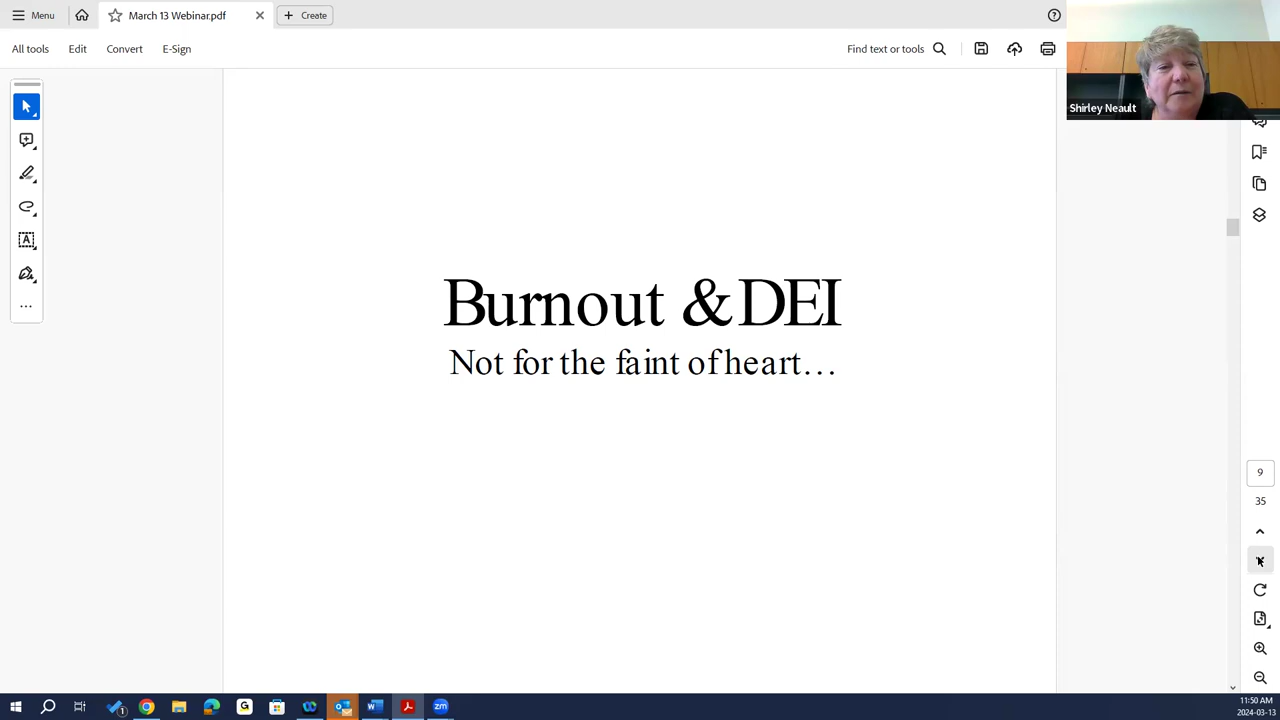 Menu
March 13 Webinar.pdf
Create
All tools
Edit
Convert
E-Sign
Find text or tools
Shirley Neault
Burnout & DEI
Not for the faint of heart…
9
35
11:50 AM
2024-03-13